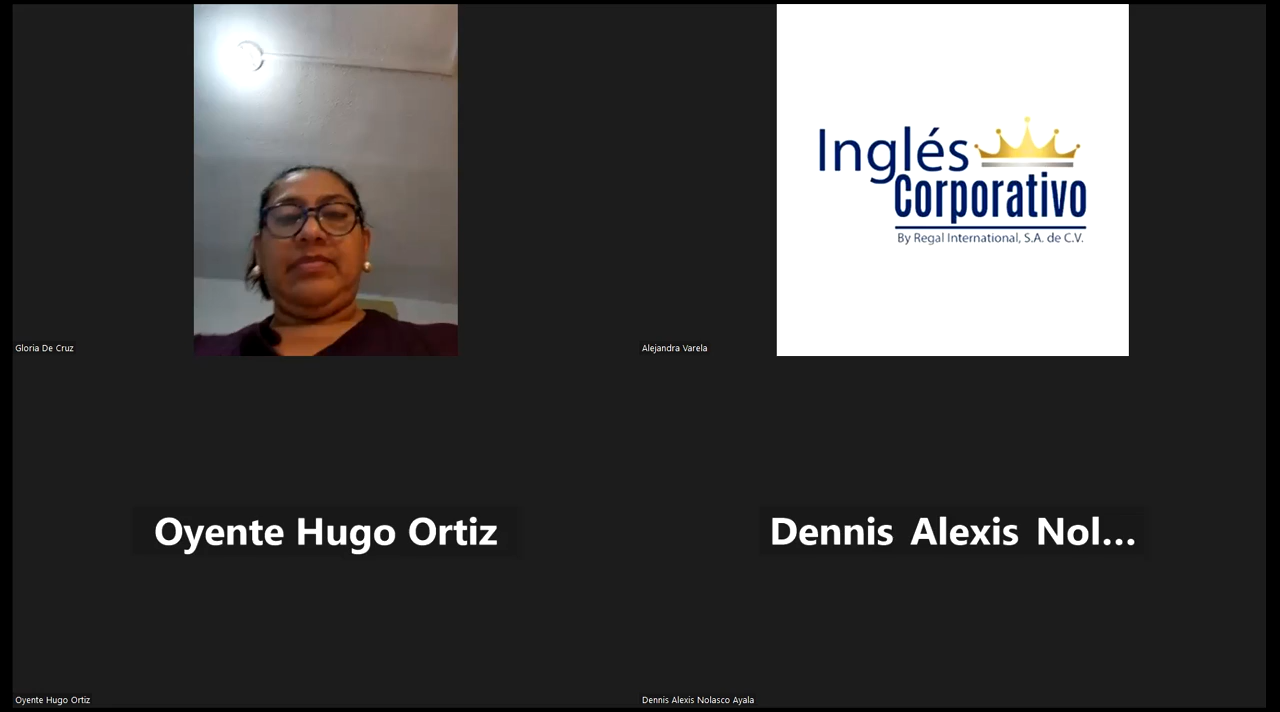 Inglés
Corporativo
By Regal International, S.A. de C.V.
Gloria De Cruz
Alejandra Varela
Oyente Hugo Ortiz
Dennis Alexis Nol...
Oyente Hugo Ortiz
Dennis Alexis Nolasco Ayala